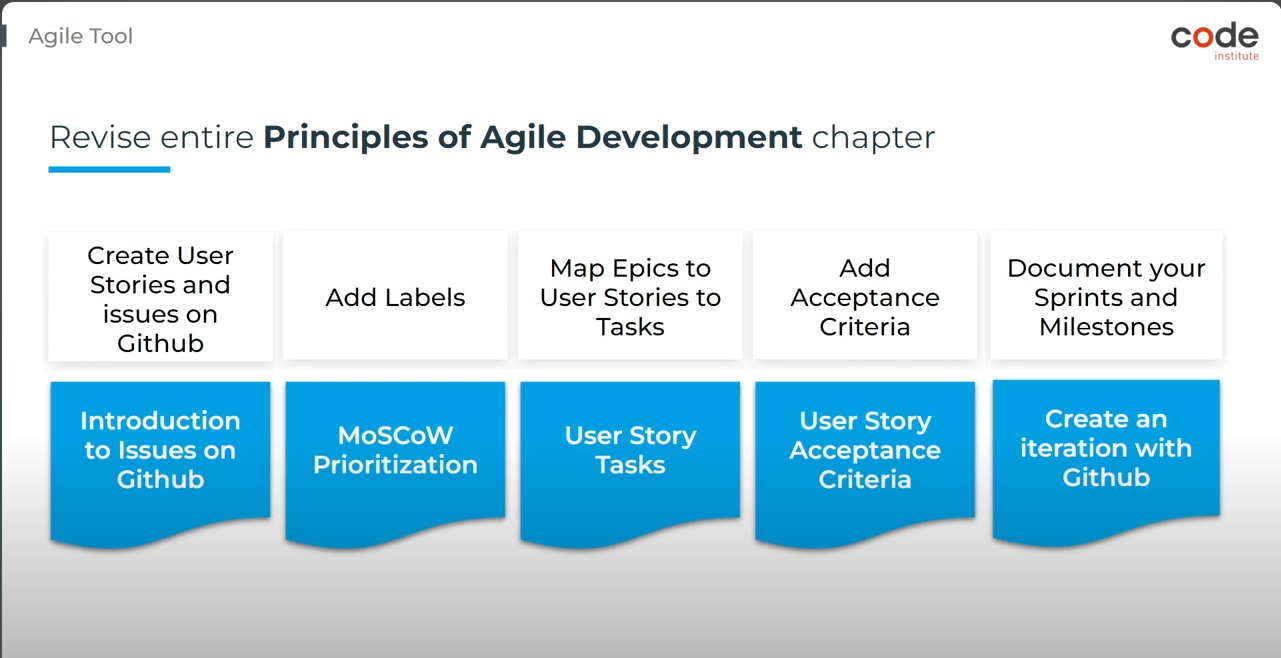 Agile Tool
code
institute
Revise entire Principles of Agile Development chapter
Create User
Stories and
issues on
Github
Add Labels
Map Epics to
User Stories to
Tasks
Add
Acceptance
Criteria
Document your
Sprints and
Milestones
Introduction
to Issues on
Github
MoSCoW
Prioritization
User Story
Tasks
User Story
Acceptance
Criteria
Create an
iteration with
Github